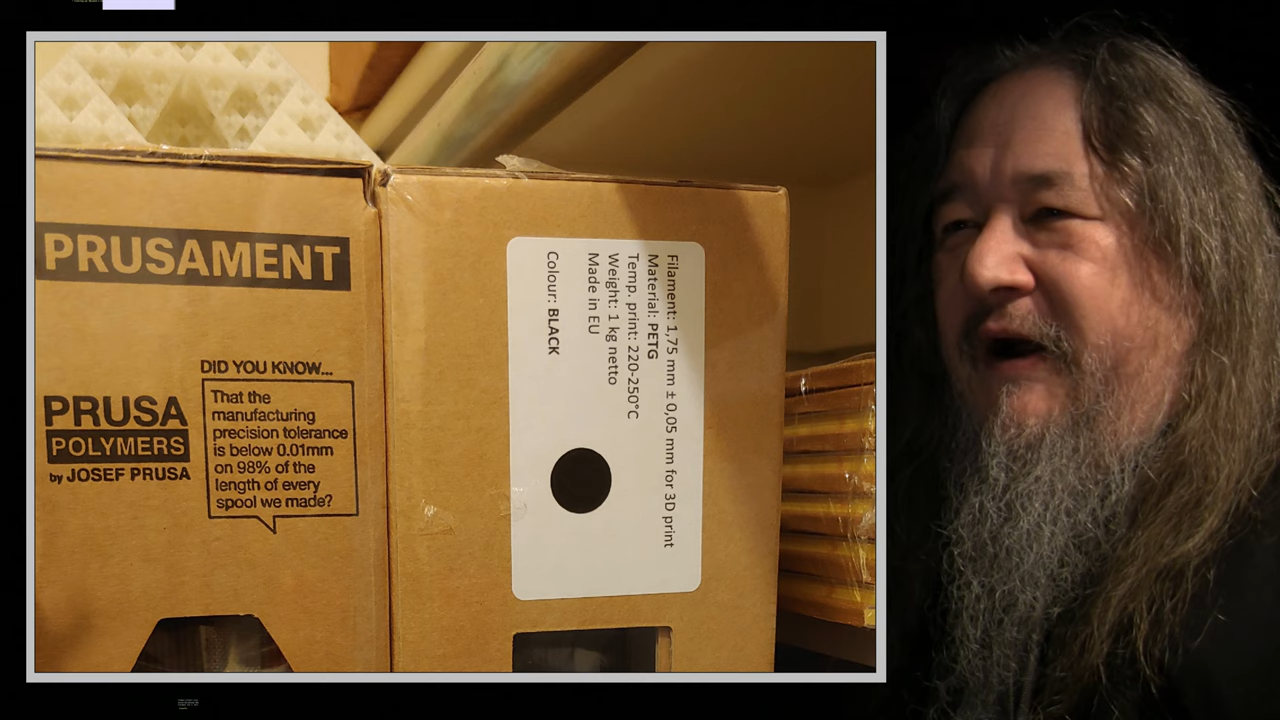 PRUSAMENT
DID YOU KNOW...
That the
manufacturing
precision tolerance
is below 0.01mm
on 98% of the
length of every
spool we made?
PRUSA
POLYMERS
by JOSEF PRUSA
Filament: 1,75 mm ± 0,05 mm for 3D print
Material: PETG
Temp. print: 220-250°C
Weight: 1 kg netto
Made in EU
Colour: BLACK